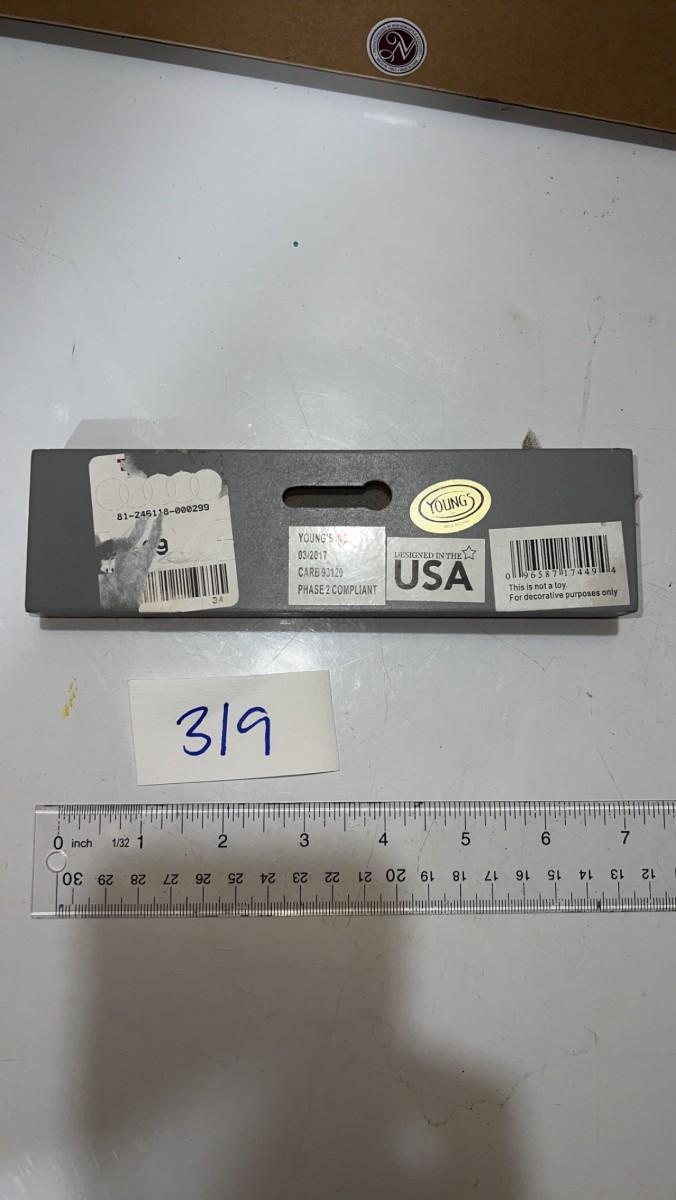 81-246118-000299
9
34
YOUNG'S INC.
03/2017
CARB 93120
PHASE 2 COMPLIANT
YOUNG'S
DESIGNED IN THE
USA
0 96587 17449 4
This is not a toy.
For decorative purposes only
319
0 inch 1/32 1 2 3 4 5 6 7
30 29 28 27 26 25 24 23 22 21 20 19 18 17 16 15 14 13 12